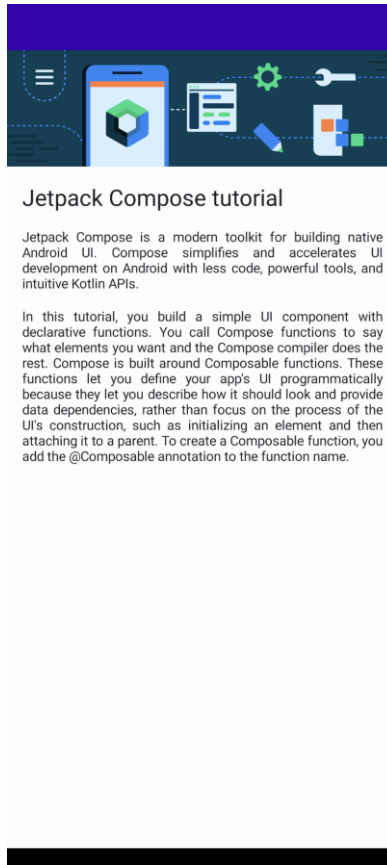 Jetpack Compose tutorial
Jetpack Compose is a modern toolkit for building native
Android UI. Compose simplifies and accelerates UI
development on Android with less code, powerful tools, and
intuitive Kotlin APIs.
In this tutorial, you build a simple UI component with
declarative functions. You call Compose functions to say
what elements you want and the Compose compiler does the
rest. Compose is built around Composable functions. These
functions let you define your app's UI programmatically
because they let you describe how it should look and provide
data dependencies, rather than focus on the process of the
UI's construction, such as initializing an element and then
attaching it to a parent. To create a Composable function, you
add the @Composable annotation to the function name.